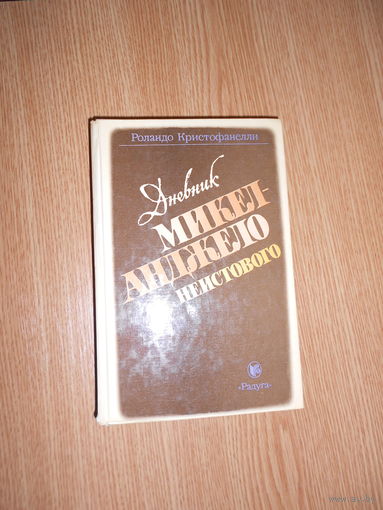 Роландо Кристофанелли
Дневник
МИКЕЛ-
АНДЖЕЛО
НЕИСТОВОГО
«Радуга»